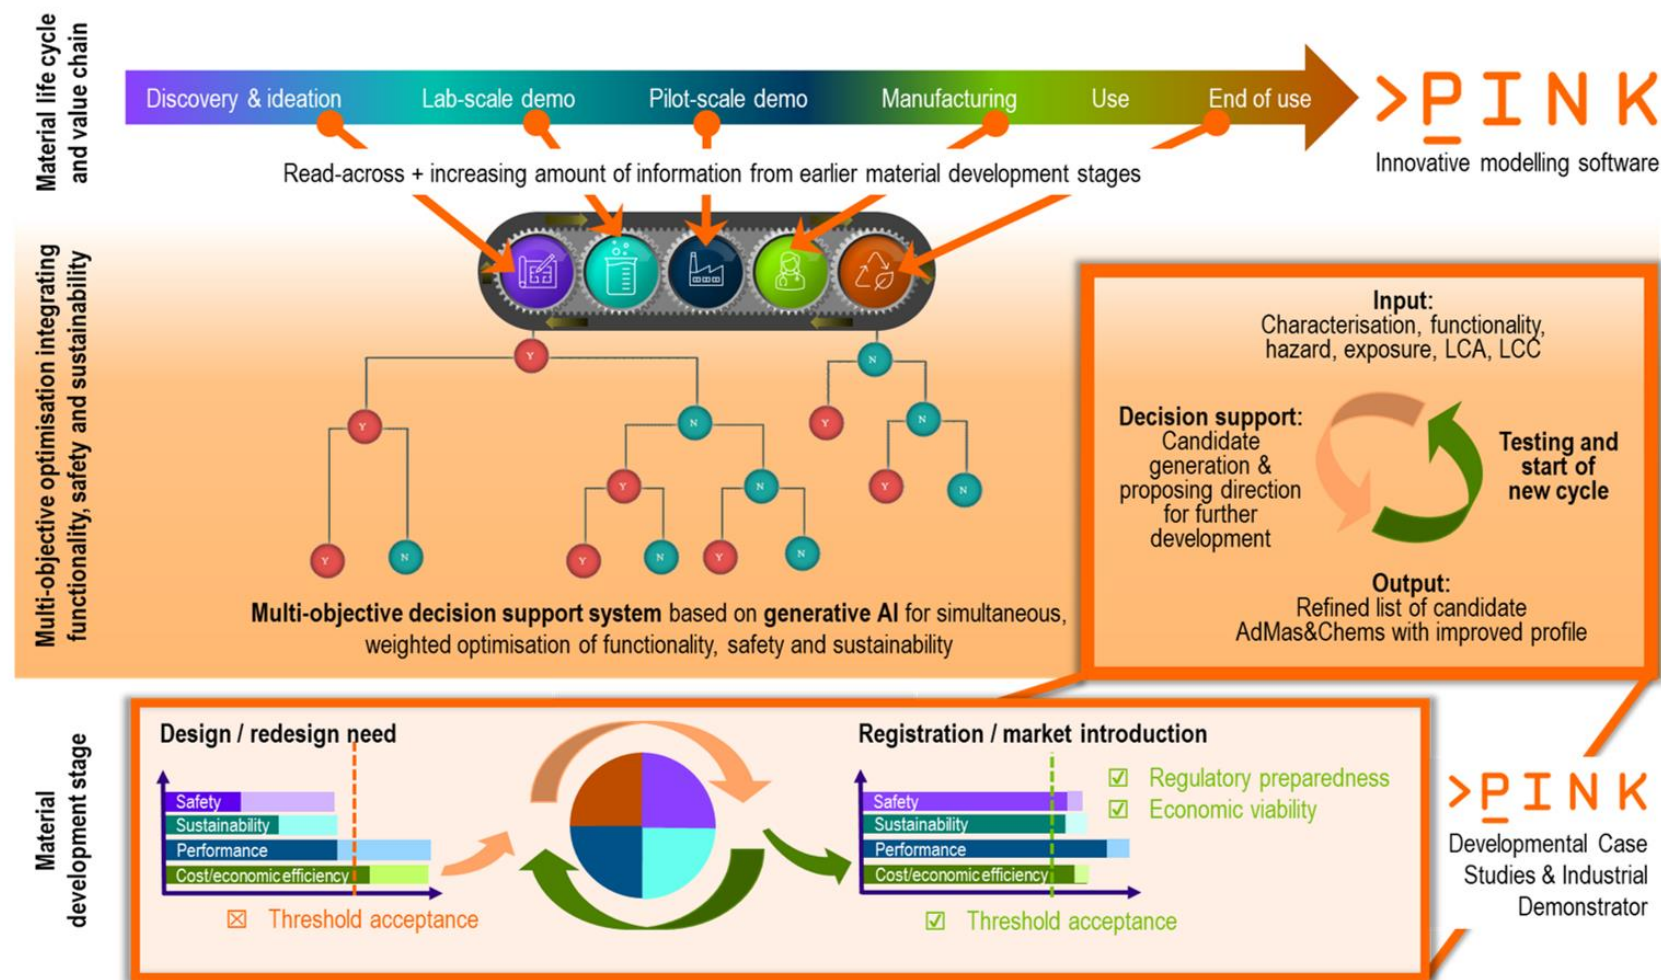 Material life cycle
and value chain
Discovery & ideation
Lab-scale demo
Pilot-scale demo
Manufacturing
Use
End of use
>PINK
Innovative modelling software
Read-across + increasing amount of information from earlier material development stages
Multi-objective optimisation integrating
functionality, safety and sustainability
Y
N
Y
N
Y
N
Y
N
Y
N
Y
N
Y
N
Y
N
Multi-objective decision support system based on generative AI for simultaneous,
weighted optimisation of functionality, safety and sustainability
Input:
Characterisation, functionality,
hazard, exposure, LCA, LCC
Decision support:
Candidate
generation &
proposing direction
for further
development
Testing and
start of
new cycle
Output:
Refined list of candidate
AdMas&Chems with improved profile
Material
development stage
Design / redesign need
Safety
Sustainability
Performance
Cost/economic efficiency
☒ Threshold acceptance
Registration / market introduction
☑ Regulatory preparedness
☑ Economic viability
Safety
Sustainability
Performance
Cost/economic efficiency
☑ Threshold acceptance
>PINK
Developmental Case
Studies & Industrial
Demonstrator